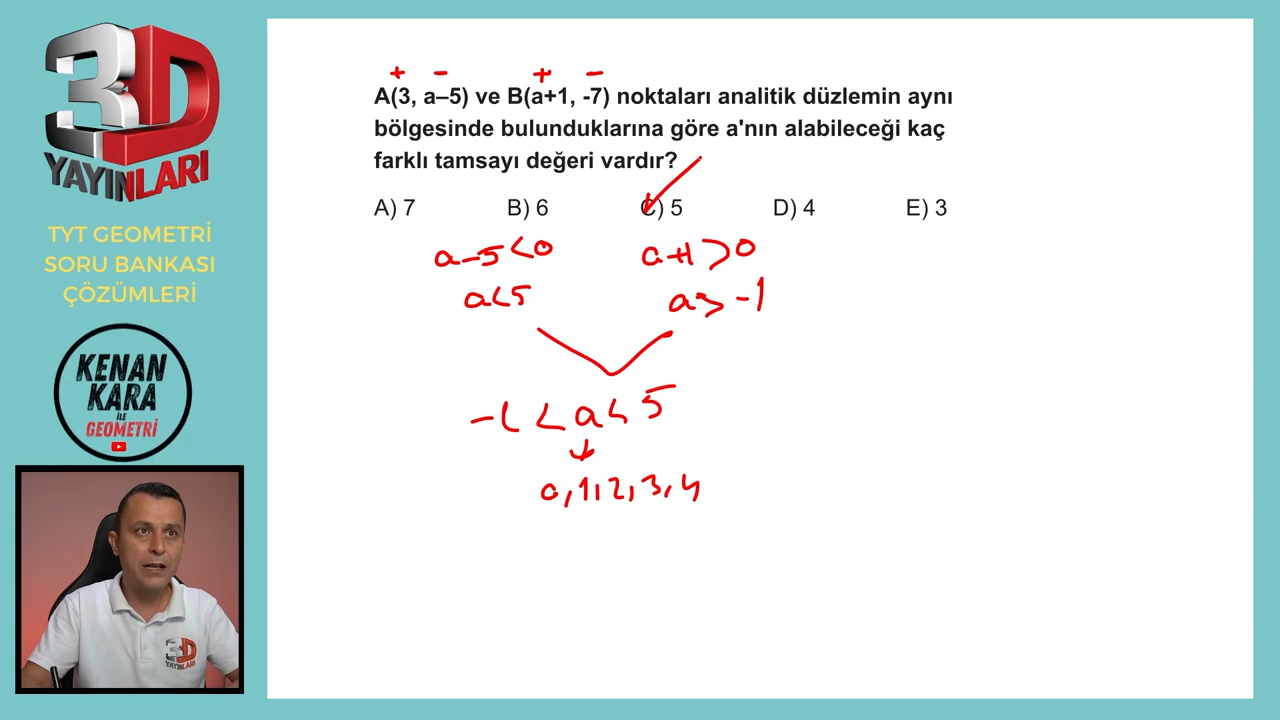 3D
YAYINLARI
TYT GEOMETRİ
SORU BANKASI
ÇÖZÜMLERİ
KENAN
KARA
İLE
GEOMETRİ
3D
YAYINLARI
+ - + -
A(3, a–5) ve B(a+1, -7) noktaları analitik düzlemin aynı
bölgesinde bulunduklarına göre a'nın alabileceği kaç
farklı tamsayı değeri vardır?
A) 7 B) 6 C) 5 D) 4 E) 3
a-5<0 a+1>0
a<5 a>-1
-1<a<5
0,1,2,3,4